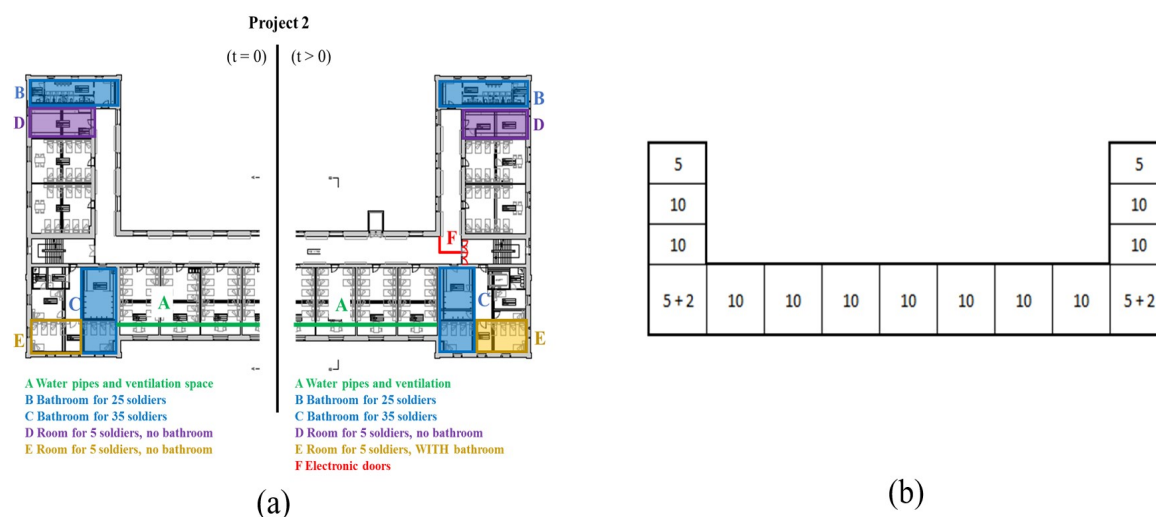 Project 2
(t = 0)
(t > 0)
B
D
C
A
E
B
D
F
A
C
E
A Water pipes and ventilation space
B Bathroom for 25 soldiers
C Bathroom for 35 soldiers
D Room for 5 soldiers, no bathroom
E Room for 5 soldiers, no bathroom
A Water pipes and ventilation
B Bathroom for 25 soldiers
C Bathroom for 35 soldiers
D Room for 5 soldiers, no bathroom
E Room for 5 soldiers, WITH bathroom
F Electronic doors
(a)
5 5
10 10
10 10
5 + 2 10 10 10 10 10 10 10 5 + 2
(b)